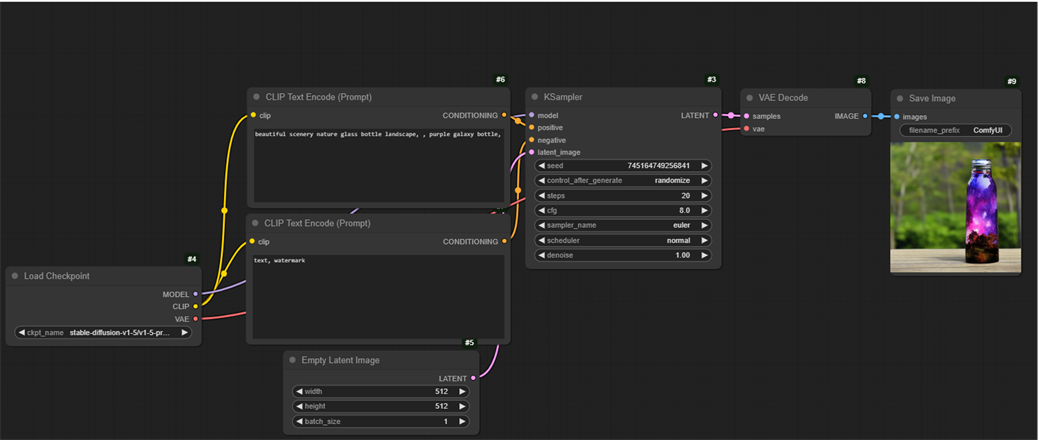 #6
CLIP Text Encode (Prompt)
clip CONDITIONING
beautiful scenery nature glass bottle landscape, , purple galaxy bottle,
CLIP Text Encode (Prompt)
clip CONDITIONING
text, watermark
#4
Load Checkpoint
MODEL
CLIP
VAE
ckpt_name stable-diffusion-v1-5/v1-5-pr...
#5
Empty Latent Image
LATENT
width 512
height 512
batch_size 1
#3
KSampler
model LATENT
positive
negative
latent_image
seed 745164749256841
control_after_generate randomize
steps 20
cfg 8.0
sampler_name euler
scheduler normal
denoise 1.00
#8
VAE Decode
samples IMAGE
vae
#9
Save Image
images
filename_prefix ComfyUI